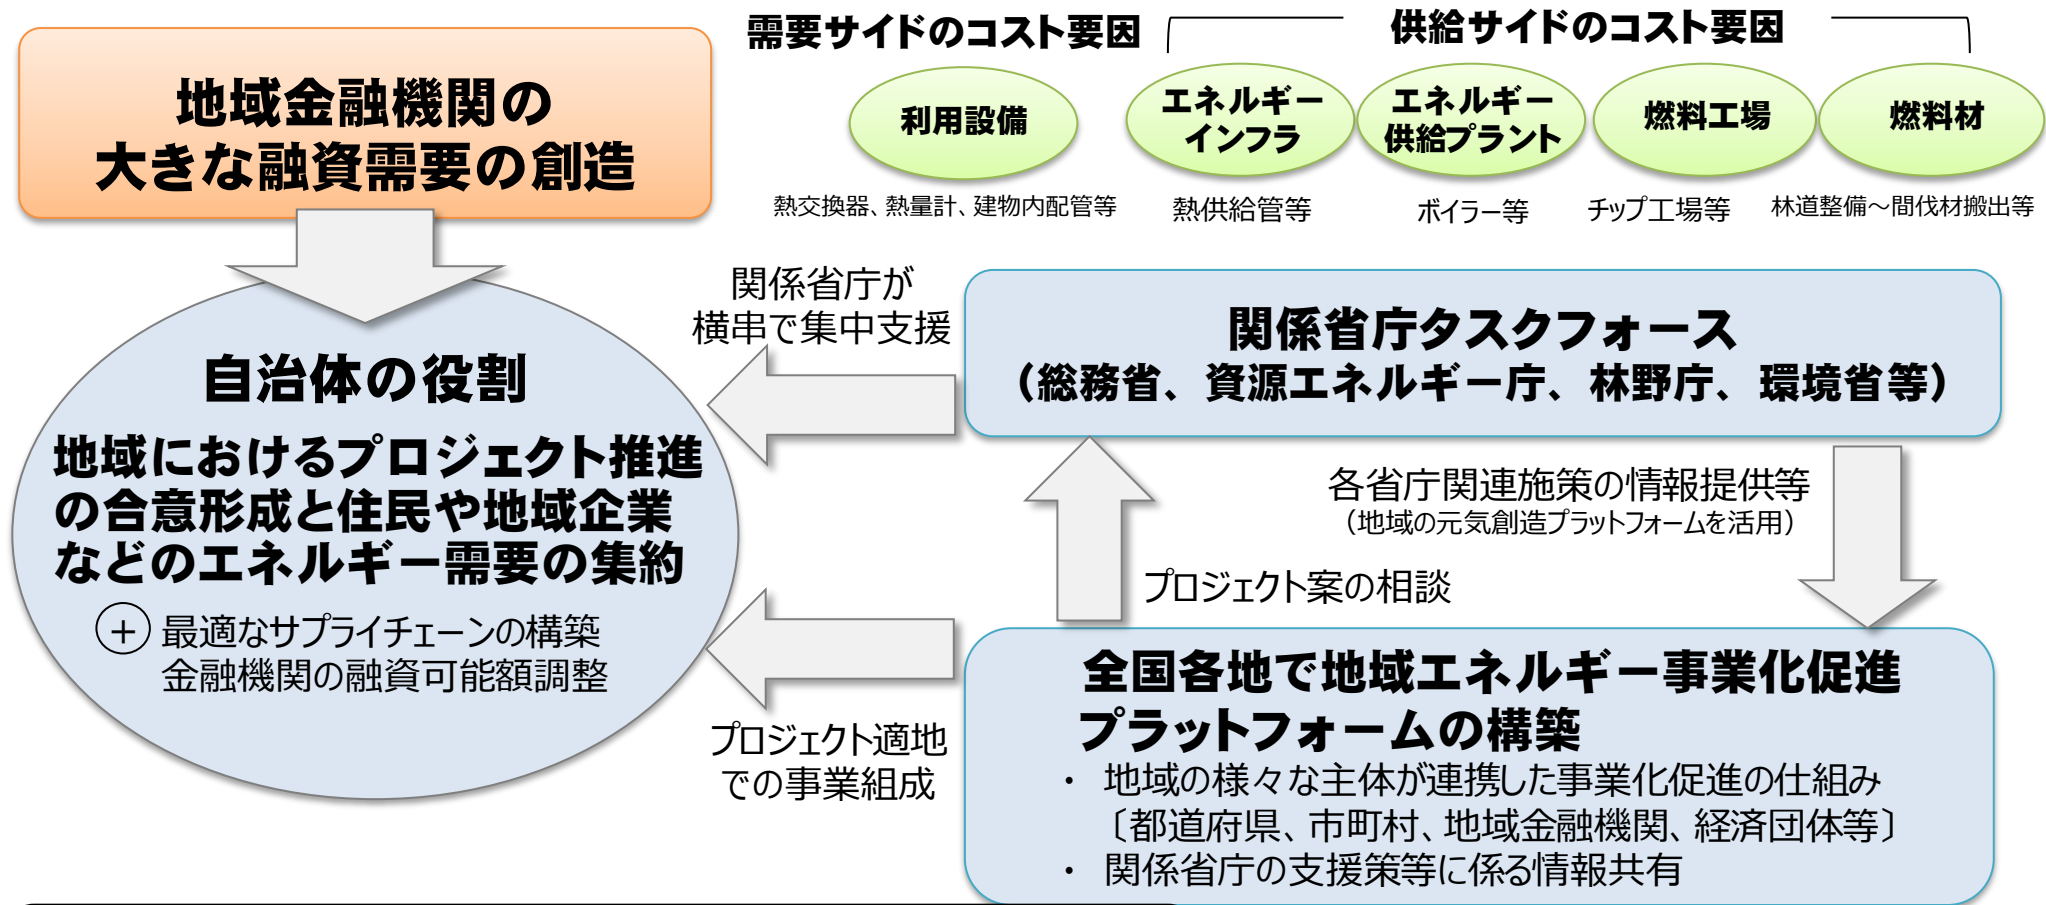 地域金融機関の
大きな融資需要の創造
需要サイドのコスト要因
供給サイドのコスト要因
利用設備
エネルギー
インフラ
エネルギー
供給プラント
燃料工場
燃料材
熱交換器、熱量計、建物内配管等
熱供給管等
ボイラー等
チップ工場等
林道整備～間伐材搬出等
関係省庁が
横串で集中支援
関係省庁タスクフォース
（総務省、資源エネルギー庁、林野庁、環境省等）
自治体の役割
地域におけるプロジェクト推進
の合意形成と住民や地域企業
などのエネルギー需要の集約
＋ 最適なサプライチェーンの構築
金融機関の融資可能額調整
各省庁関連施策の情報提供等
（地域の元気創造プラットフォームを活用）
プロジェクト案の相談
プロジェクト適地
での事業組成
全国各地で地域エネルギー事業化促進
プラットフォームの構築
・ 地域の様々な主体が連携した事業化促進の仕組み
〔都道府県、市町村、地域金融機関、経済団体等〕
・ 関係省庁の支援策等に係る情報共有